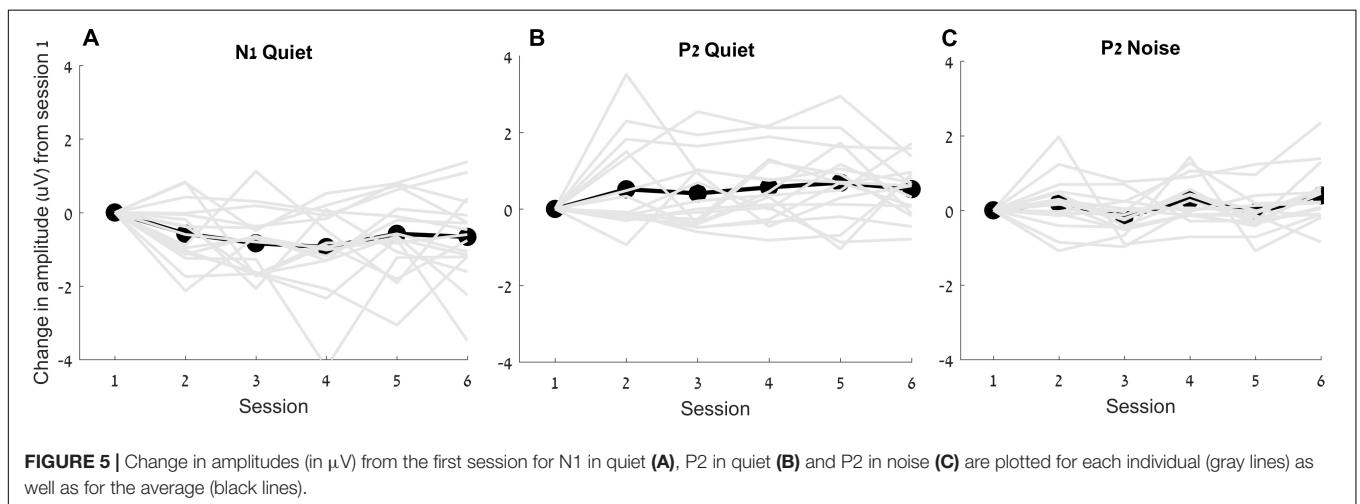 A
B
C
N1 Quiet
P2 Quiet
P2 Noise
Change in amplitude (uV) from session 1
4
2
0
-2
-4
1 2 3 4 5 6
Session
4
2
0
-2
-4
1 2 3 4 5 6
Session
4
2
0
-2
-4
1 2 3 4 5 6
Session
FIGURE 5 | Change in amplitudes (in μV) from the first session for N1 in quiet (A), P2 in quiet (B) and P2 in noise (C) are plotted for each individual (gray lines) as
well as for the average (black lines).